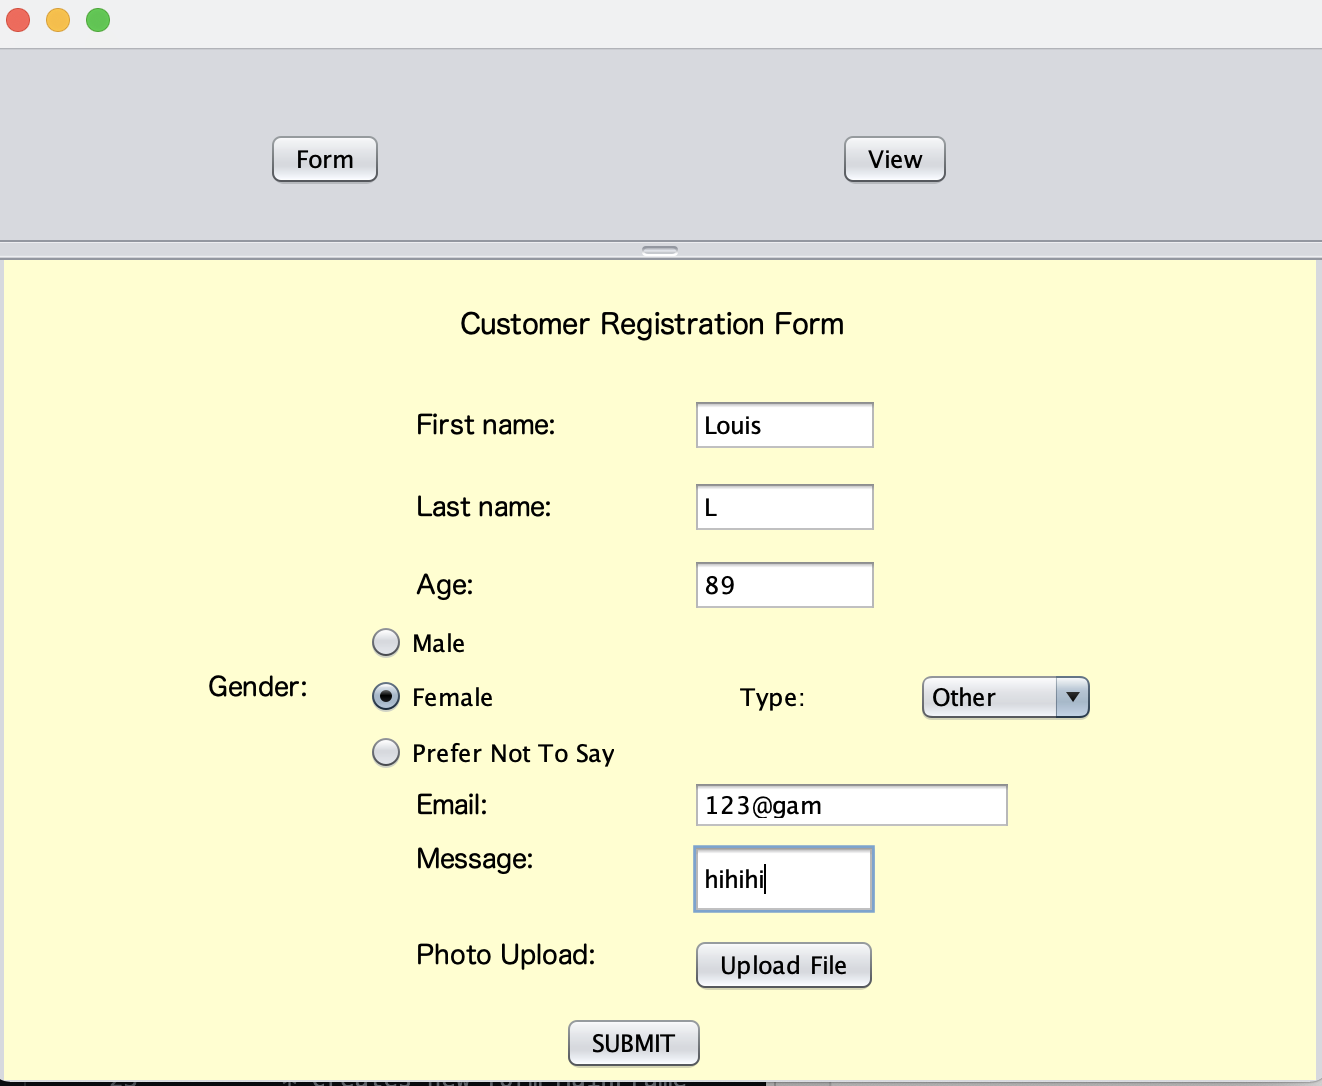 Form
View
Customer Registration Form
First name:
Louis
Last name:
L
Age:
89
Male
Gender:
Female
Type:
Other
Prefer Not To Say
Email:
123@gam
Message:
hihihi
Photo Upload:
Upload File
SUBMIT